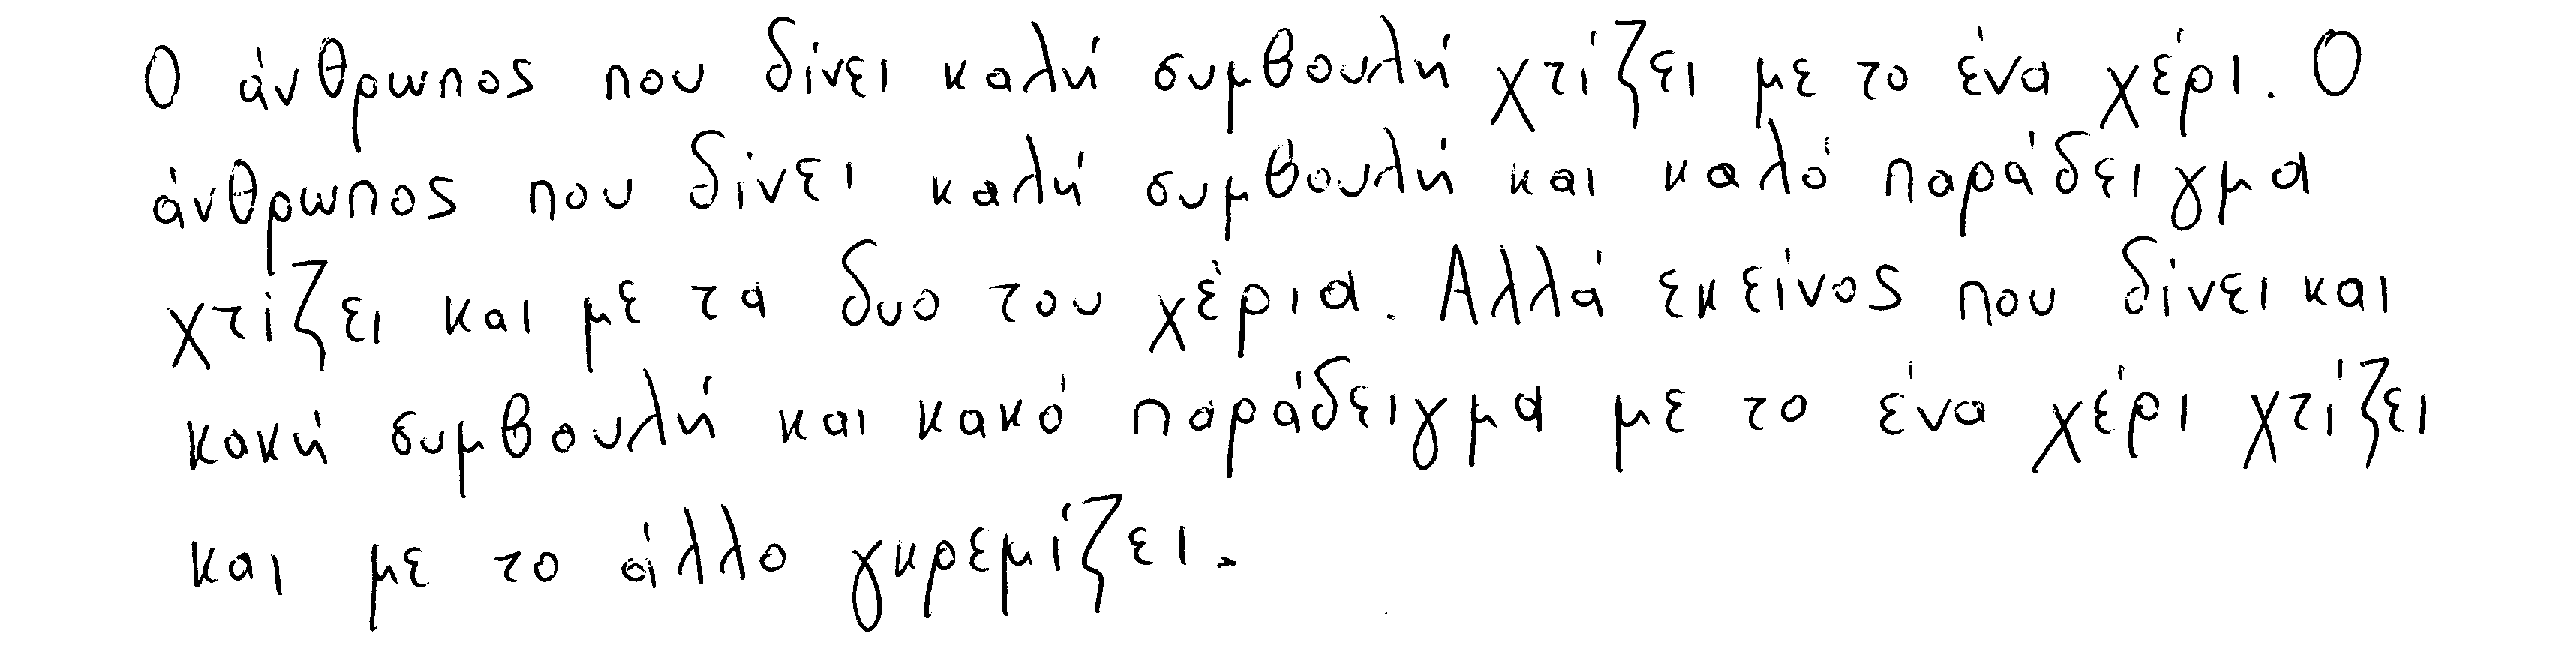 Ο άνθρωπος που δίνει καλή συμβουλή χτίζει με το ένα χέρι. Ο
άνθρωπος που δίνει καλή συμβουλή και καλό παράδειγμα
χτίζει και με τα δυο του χέρια. Αλλά εκείνος που δίνει και
κακή συμβουλή και κακό παράδειγμα με το ένα χέρι χτίζει
και με το άλλο γκρεμίζει.